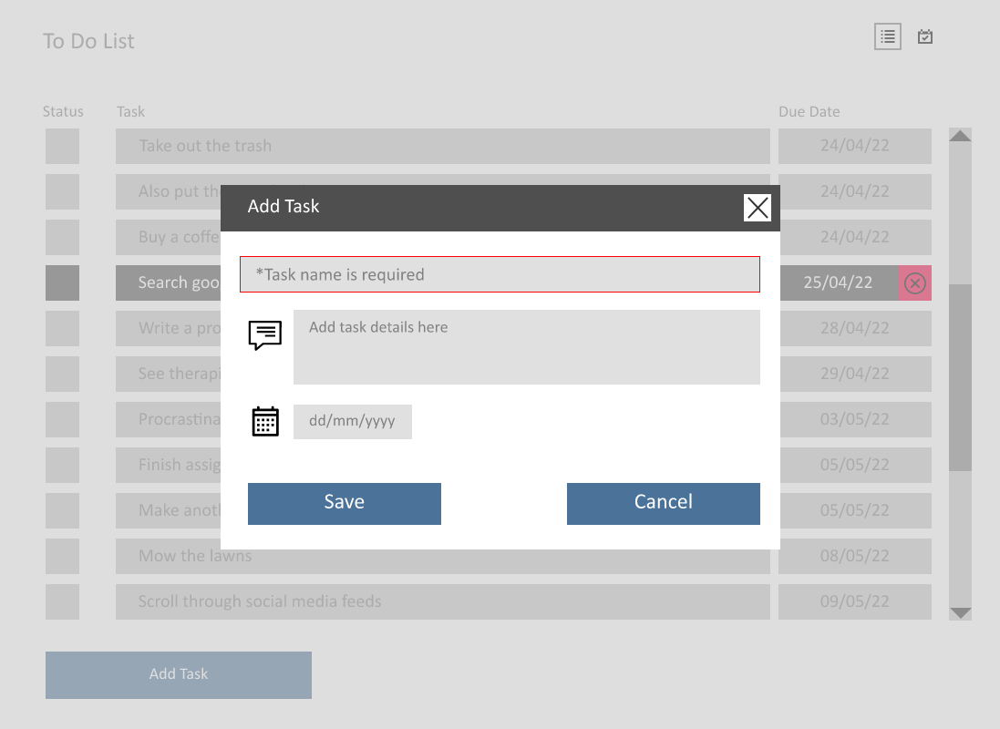 To Do List
Status Task Due Date
Take out the trash 24/04/22
Also put th 24/04/22
Add Task
Buy a coffe 24/04/22
*Task name is required
Search goo 25/04/22
Add task details here
Write a pro 28/04/22
See therapi 29/04/22
dd/mm/yyyy
Procrastina 03/05/22
Finish assig 05/05/22
Save Cancel
Make anoth 05/05/22
Mow the lawns 08/05/22
Scroll through social media feeds 09/05/22
Add Task